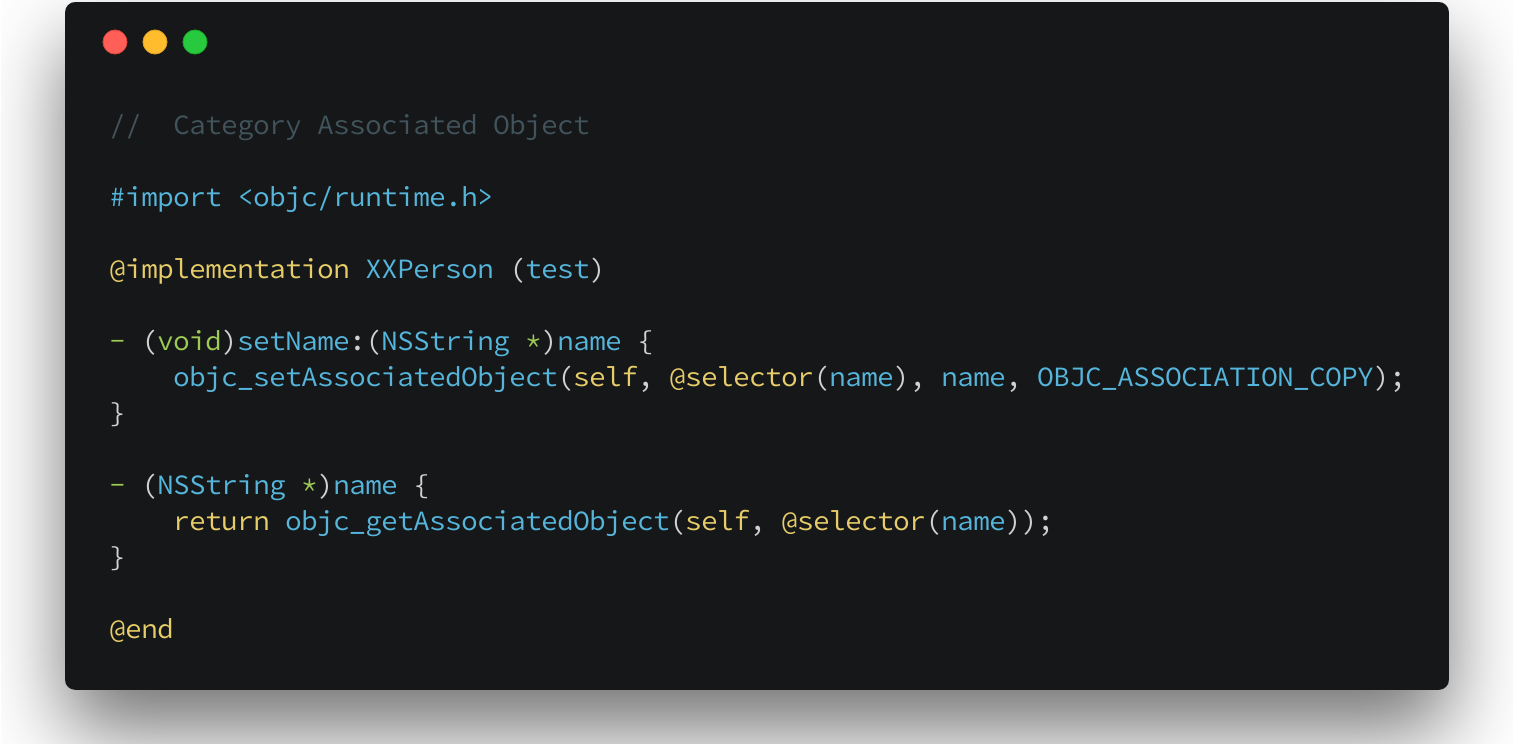 //  Category Associated Object
#import <objc/runtime.h>
@implementation XXPerson (test)
- (void)setName:(NSString *)name {
    objc_setAssociatedObject(self, @selector(name), name, OBJC_ASSOCIATION_COPY);
}
- (NSString *)name {
    return objc_getAssociatedObject(self, @selector(name));
}
@end